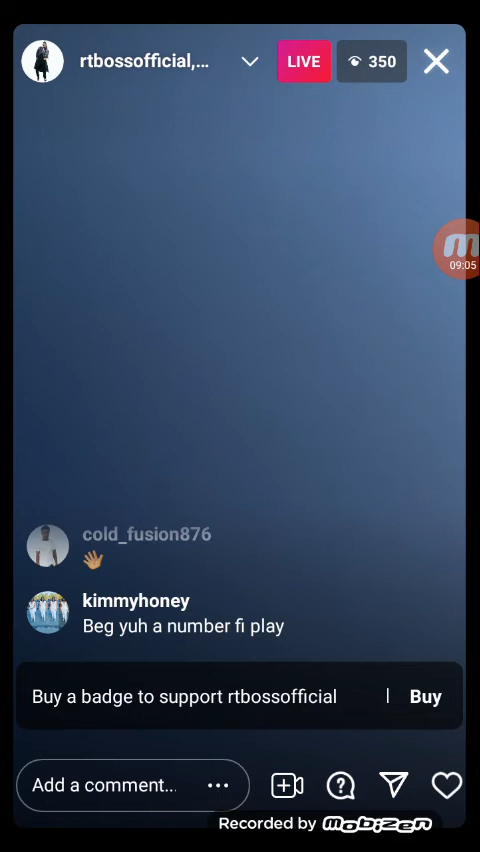 rtbossofficial,...
LIVE
350
09:05
cold_fusion876
👋🏽
kimmyhoney
Beg yuh a number fi play
Buy a badge to support rtbossofficial | Buy
Add a comment...
Recorded by mobizen